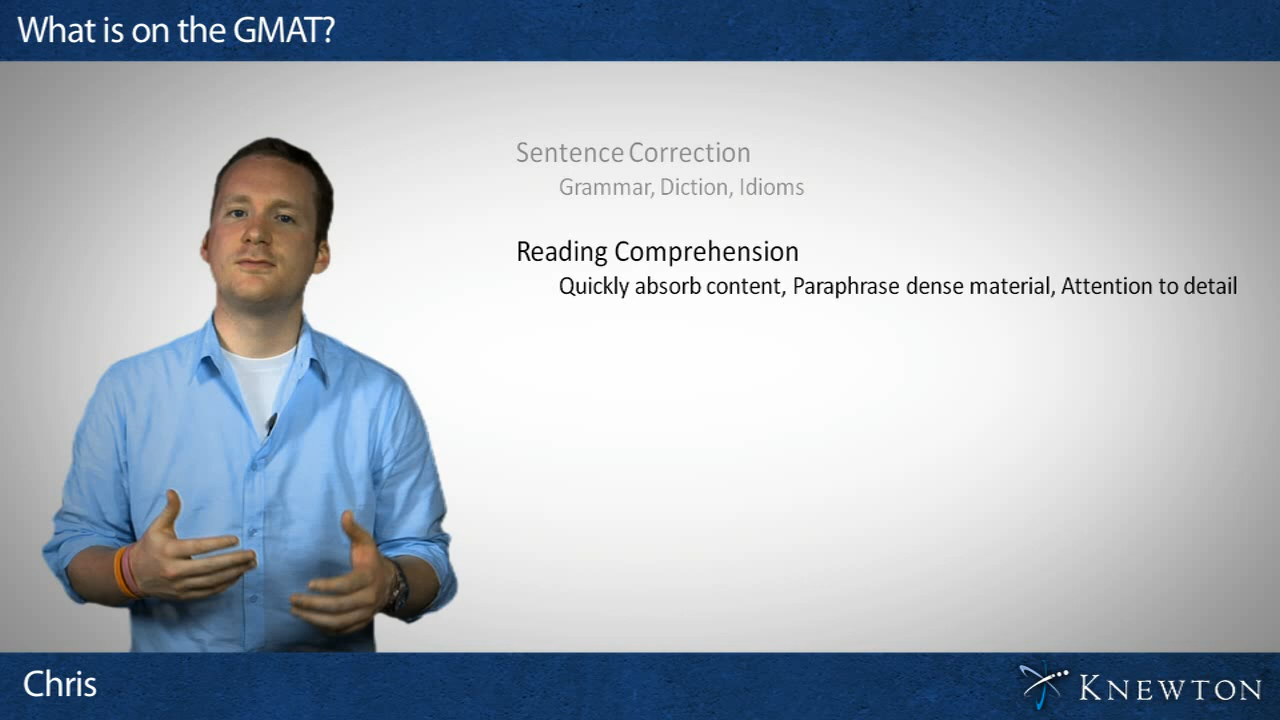 What is on the GMAT?
Sentence Correction
Grammar, Diction, Idioms
Reading Comprehension
Quickly absorb content, Paraphrase dense material, Attention to detail
Chris
KNEWTON